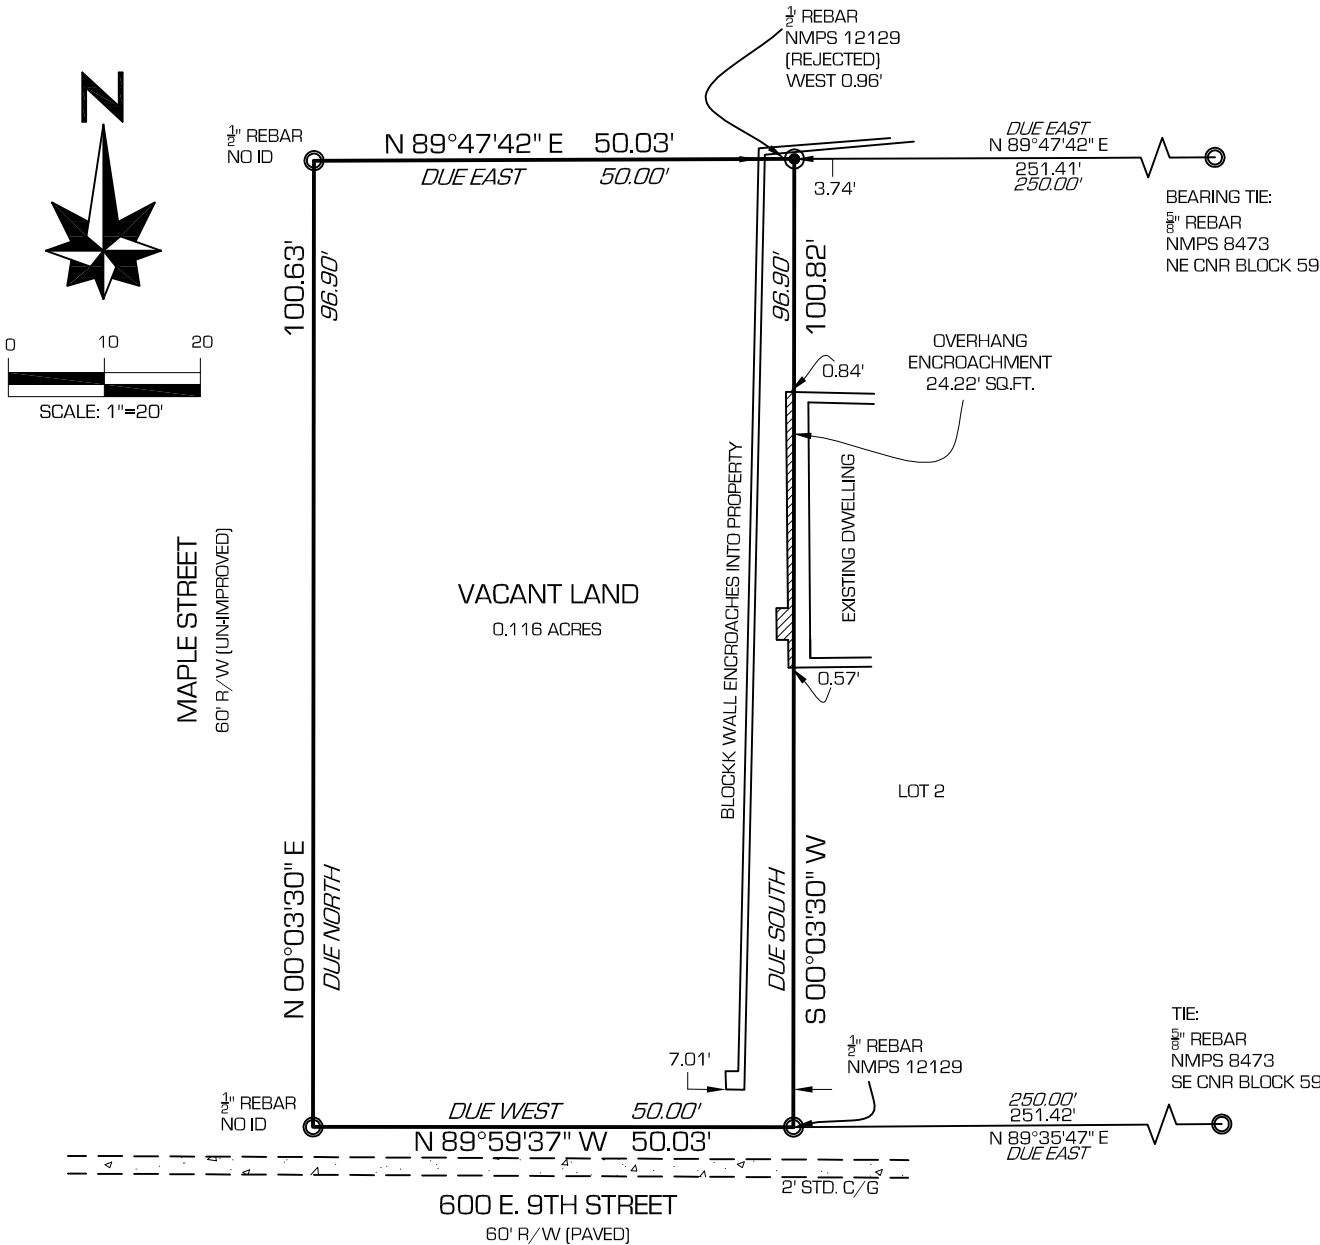 1/2" REBAR
NMPS 12129
(REJECTED)
WEST 0.96'
N
1/2" REBAR
NO ID
N 89°47'42" E 50.03'
DUE EAST 50.00'
DUE EAST
N 89°47'42" E
251.41'
250.00'
3.74'
BEARING TIE:
5/8" REBAR
NMPS 8473
NE CNR BLOCK 59
100.63'
96.90'
96.90'
100.82'
0 10 20
SCALE: 1"=20'
OVERHANG
ENCROACHMENT
24.22' SQ.FT.
0.84'
BLOCKK WALL ENCROACHES INTO PROPERTY
EXISTING DWELLING
MAPLE STREET
60' R/W (UN-IMPROVED)
VACANT LAND
0.116 ACRES
0.57'
LOT 2
N 00°03'30" E
DUE NORTH
DUE SOUTH
S 00°03'30" W
7.01'
1/2" REBAR
NMPS 12129
TIE:
5/8" REBAR
NMPS 8473
SE CNR BLOCK 59
1/2" REBAR
NO ID
DUE WEST 50.00'
N 89°59'37" W 50.03'
250.00'
251.42'
N 89°35'47" E
DUE EAST
2' STD. C/G
600 E. 9TH STREET
60' R/W (PAVED)